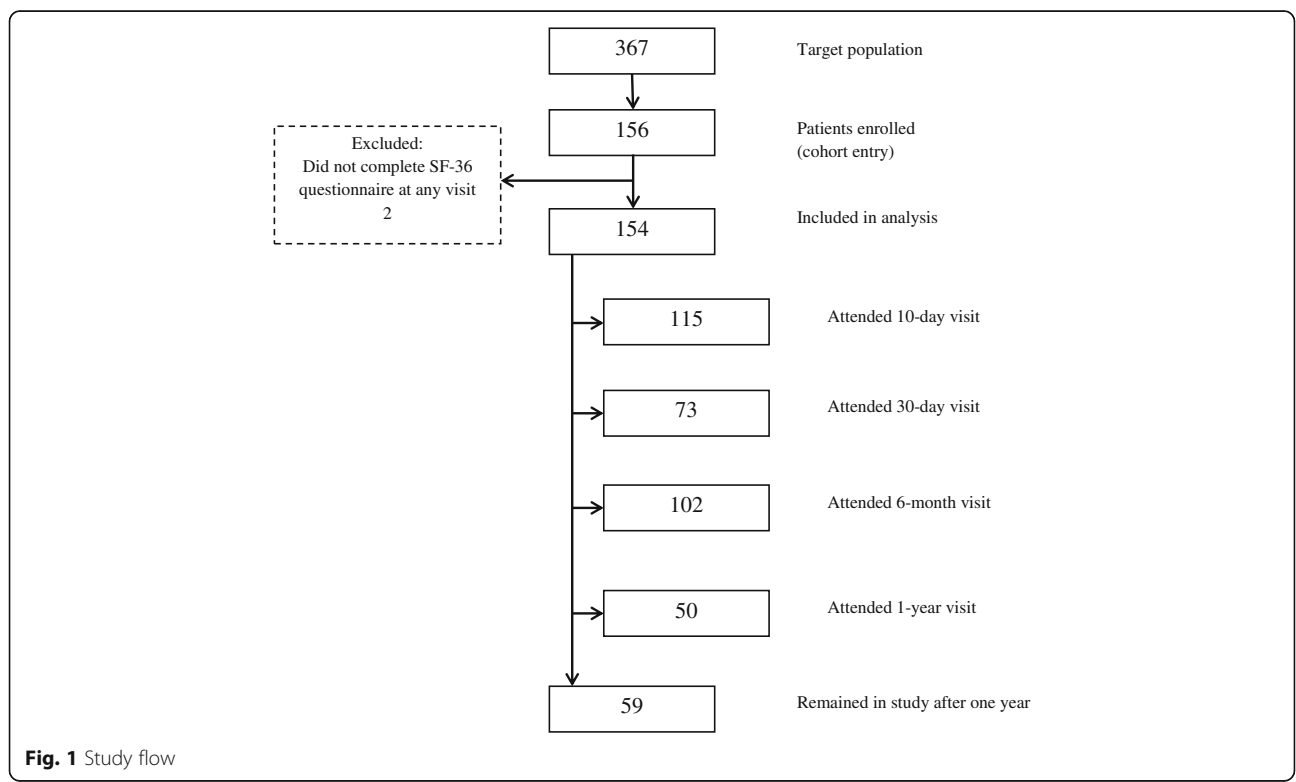 367
Target population
156
Patients enrolled
(cohort entry)
Excluded:
Did not complete SF-36
questionnaire at any visit
2
154
Included in analysis
115
Attended 10-day visit
73
Attended 30-day visit
102
Attended 6-month visit
50
Attended 1-year visit
59
Remained in study after one year
Fig. 1 Study flow